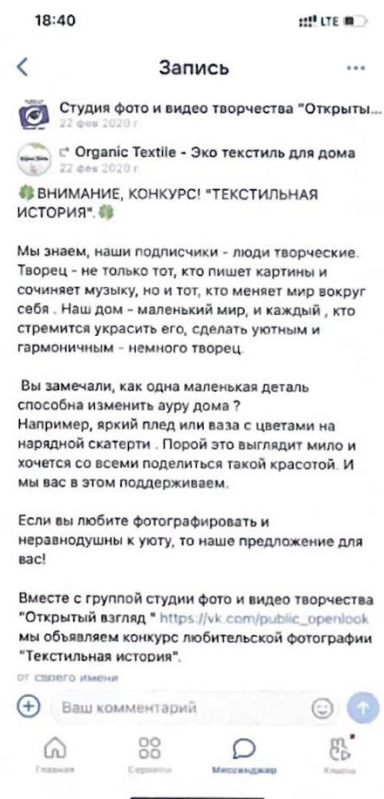 18:40
LTE
Запись
Студия фото и видео творчества "Открыты...
22 фев 2020 г.
Organic Textile - Эко текстиль для дома
22 фев 2020 г.
ВНИМАНИЕ, КОНКУРС! "ТЕКСТИЛЬНАЯ
ИСТОРИЯ".
Мы знаем, наши подписчики - люди творческие.
Творец - не только тот, кто пишет картины и
сочиняет музыку, но и тот, кто меняет мир вокруг
себя . Наш дом - маленький мир, и каждый , кто
стремится украсить его, сделать уютным и
гармоничным - немного творец.
Вы замечали, как одна маленькая деталь
способна изменить ауру дома ?
Например, яркий плед или ваза с цветами на
нарядной скатерти . Порой это выглядит мило и
хочется со всеми поделиться такой красотой. И
мы вас в этом поддерживаем.
Если вы любите фотографировать и
неравнодушны к уюту, то наше предложение для
вас!
Вместе с группой студии фото и видео творчества
"Открытый взгляд " https://vk.com/public_openlook
мы объявляем конкурс любительской фотографии
"Текстильная история".
от своего имени
Ваш комментарий
Главная
Сервисы
Мессенджер
Клипы